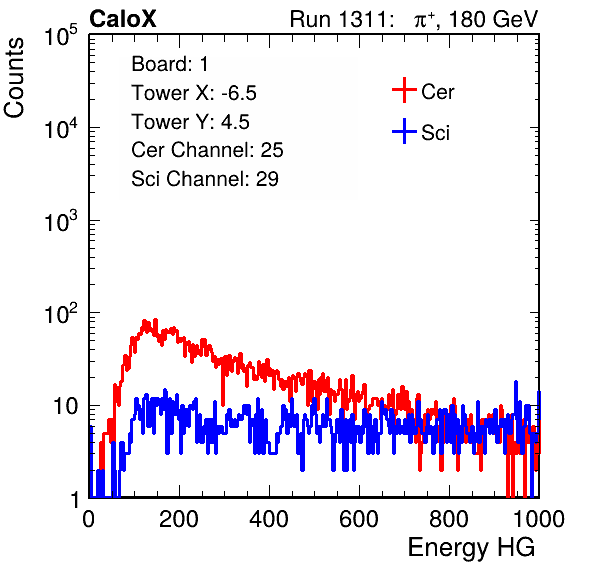 CaloX Run 1311: π⁺, 180 GeV
Counts
Board: 1
Tower X: -6.5
Tower Y: 4.5
Cer Channel: 25
Sci Channel: 29
Cer
Sci
10⁵
10⁴
10³
10²
10
1
0 200 400 600 800 1000
Energy HG